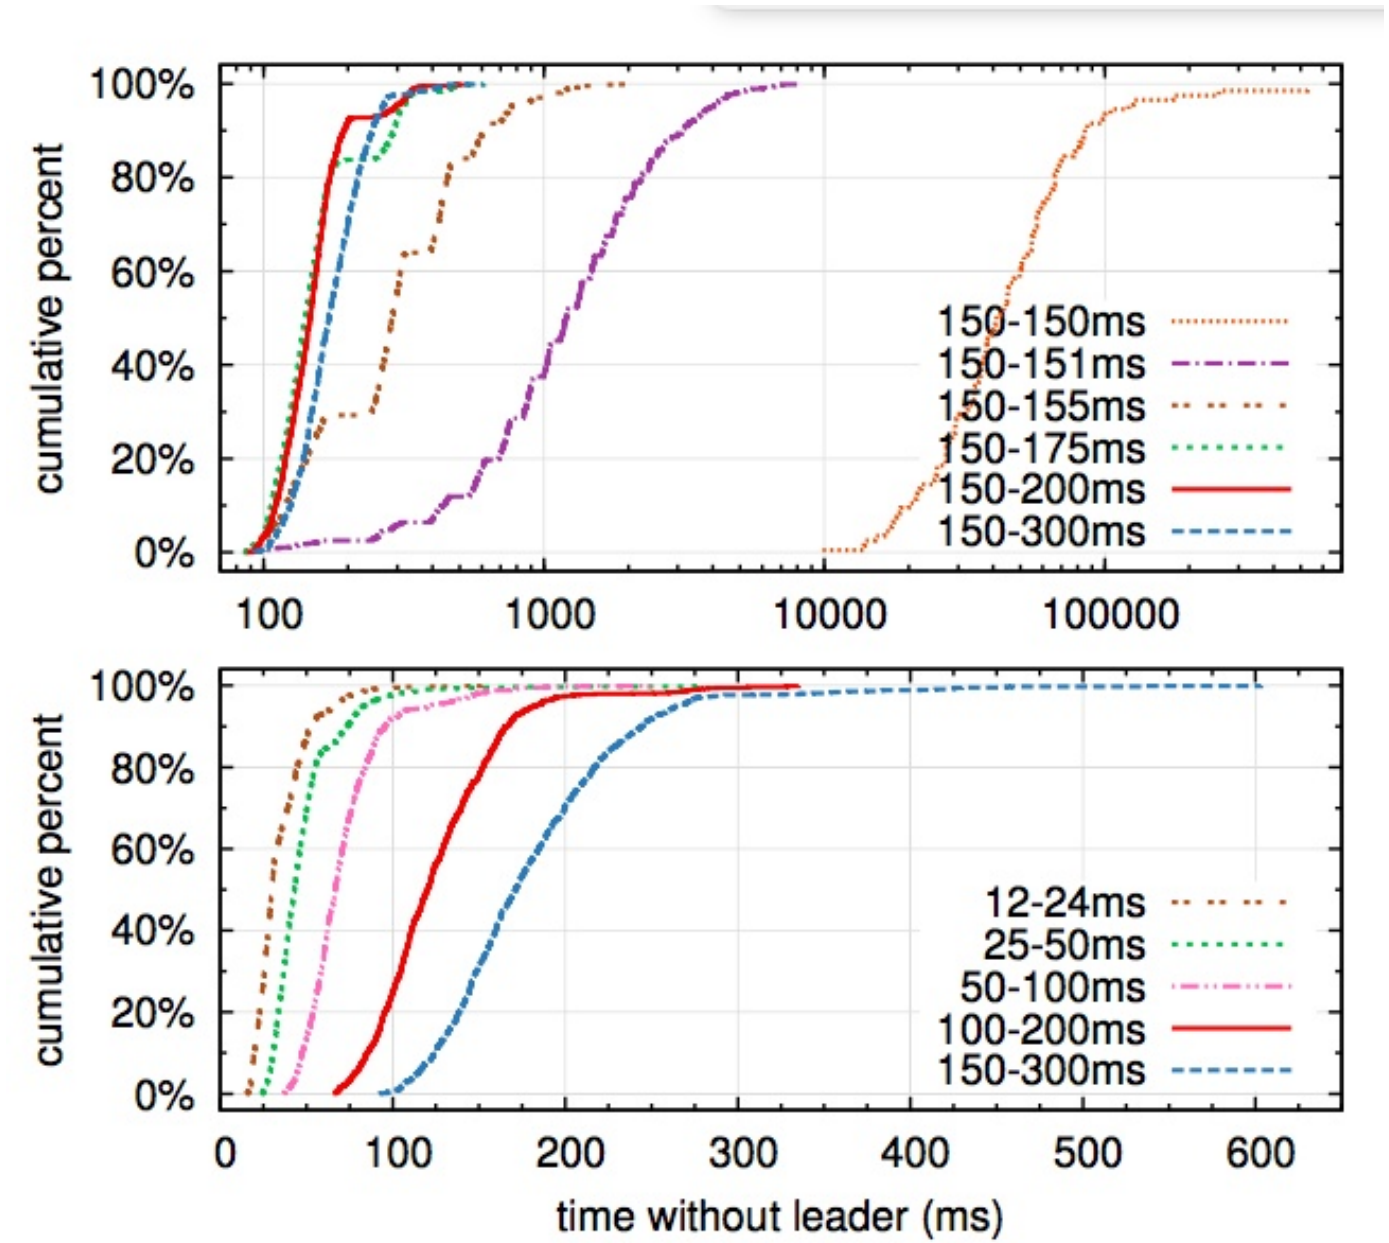 cumulative percent
100%
80%
60%
40%
20%
0%
150-150ms
150-151ms
150-155ms
150-175ms
150-200ms
150-300ms
100 1000 10000 100000
cumulative percent
100%
80%
60%
40%
20%
0%
12-24ms
25-50ms
50-100ms
100-200ms
150-300ms
0 100 200 300 400 500 600
time without leader (ms)